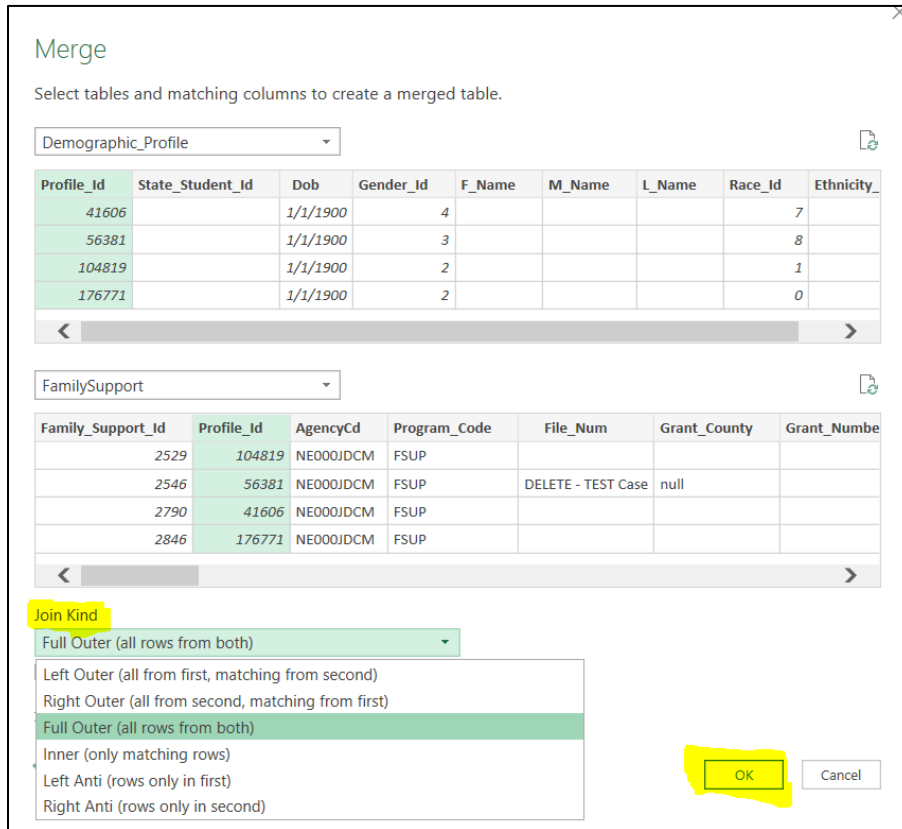 Merge
Select tables and matching columns to create a merged table.
Demographic_Profile
Profile_Id State_Student_Id Dob Gender_Id F_Name M_Name L_Name Race_Id Ethnicity_
41606 1/1/1900 4 7
56381 1/1/1900 3 8
104819 1/1/1900 2 1
176771 1/1/1900 2 0
FamilySupport
Family_Support_Id Profile_Id AgencyCd Program_Code File_Num Grant_County Grant_Numbe
2529 104819 NE000JDCM FSUP
2546 56381 NE000JDCM FSUP DELETE - TEST Case null
2790 41606 NE000JDCM FSUP
2846 176771 NE000JDCM FSUP
Join Kind
Full Outer (all rows from both)
Left Outer (all from first, matching from second)
Right Outer (all from second, matching from first)
Full Outer (all rows from both)
Inner (only matching rows)
Left Anti (rows only in first)
Right Anti (rows only in second)
OK Cancel